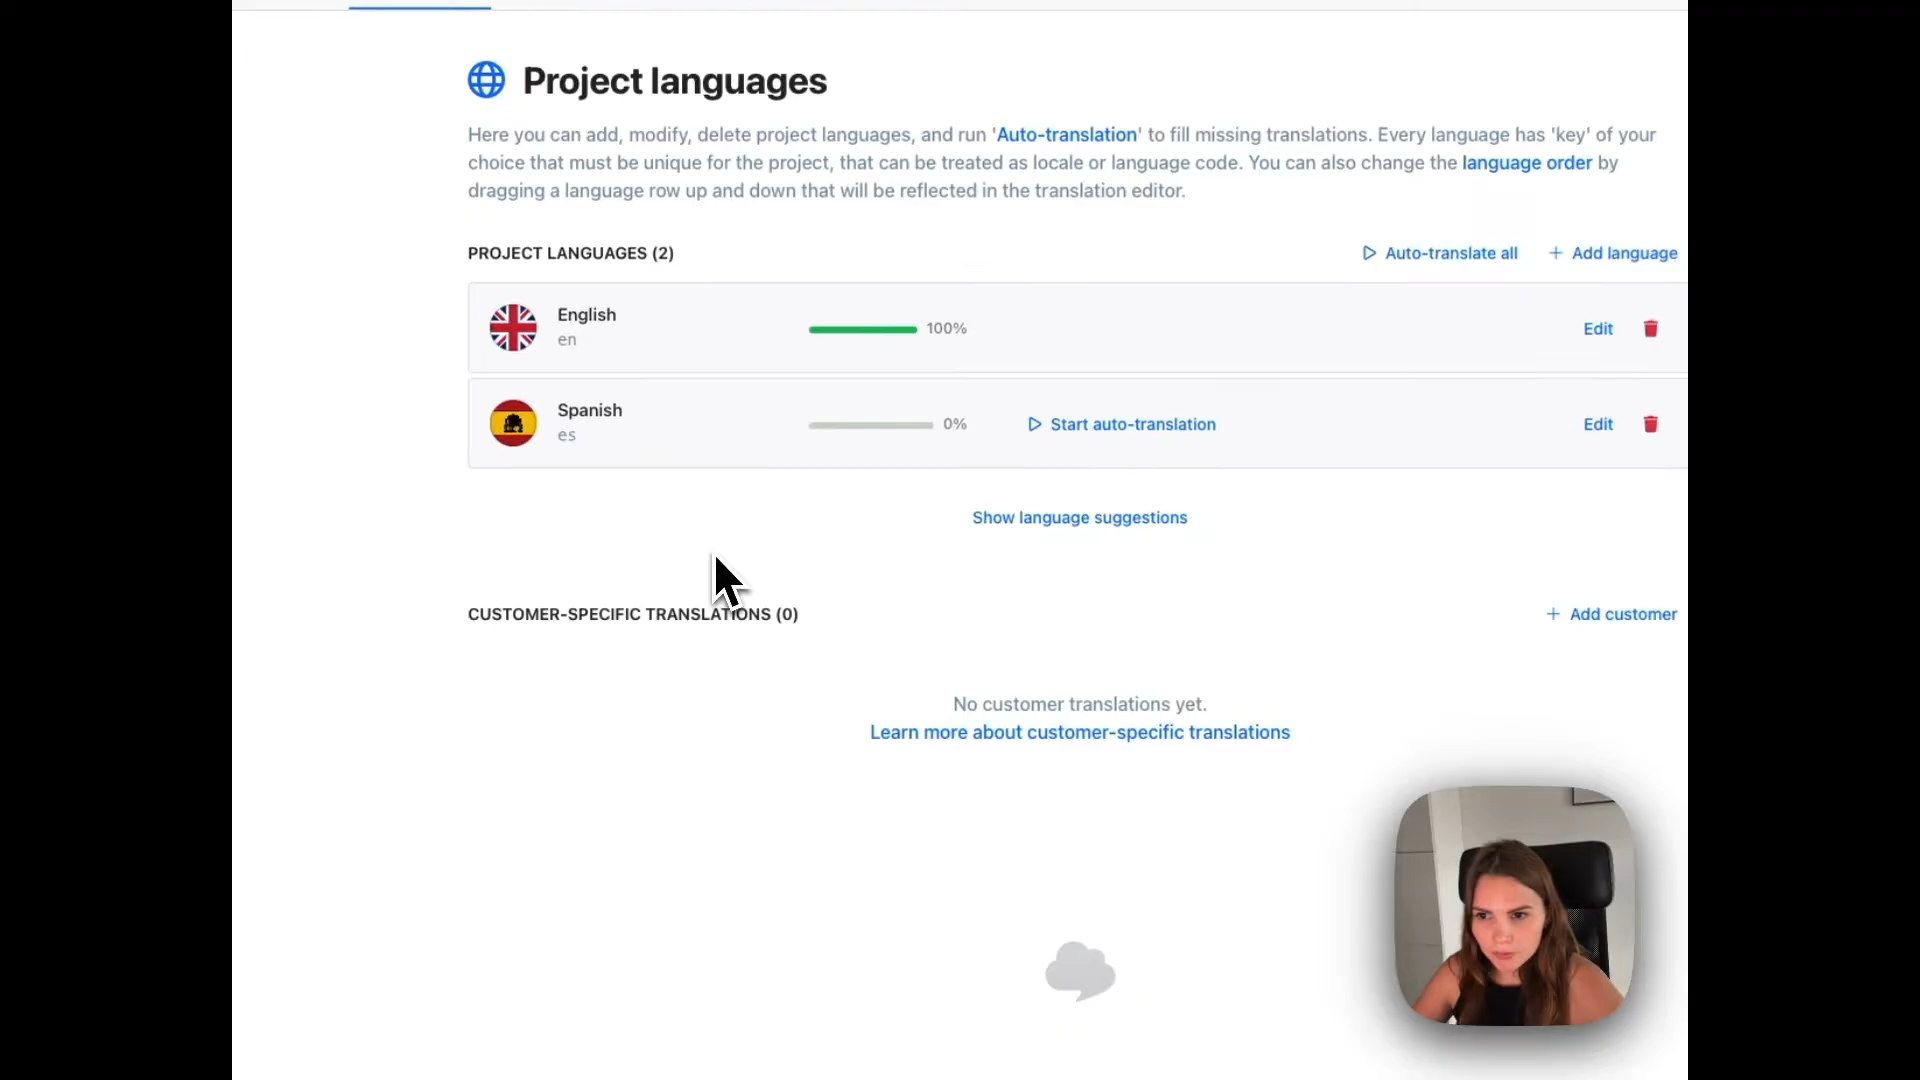 Project languages
Here you can add, modify, delete project languages, and run 'Auto-translation' to fill missing translations. Every language has 'key' of your
choice that must be unique for the project, that can be treated as locale or language code. You can also change the language order by
dragging a language row up and down that will be reflected in the translation editor.
PROJECT LANGUAGES (2)
Auto-translate all
+ Add language
English
en
100%
Edit
Spanish
es
0%
Start auto-translation
Edit
Show language suggestions
CUSTOMER-SPECIFIC TRANSLATIONS (0)
+ Add customer
No customer translations yet.
Learn more about customer-specific translations